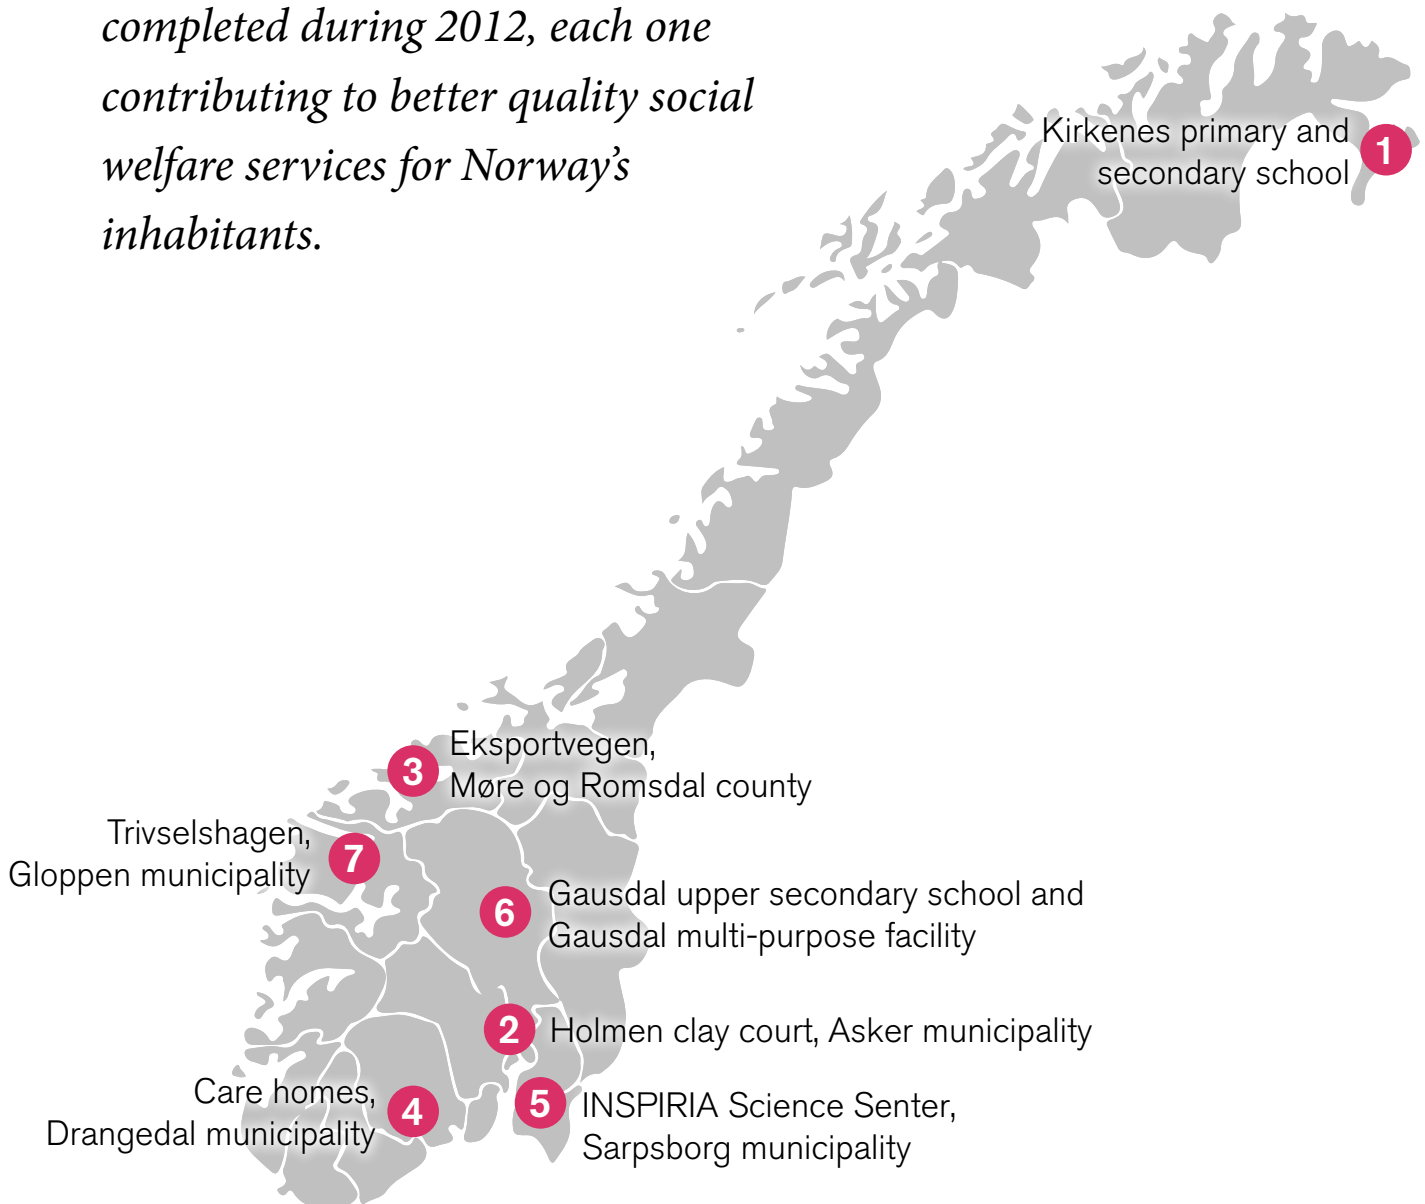 completed during 2012, each one
contributing to better quality social
welfare services for Norway’s
inhabitants.
Kirkenes primary and
secondary school
1
3
Eksportvegen,
Møre og Romsdal county
Trivselshagen,
Gloppen municipality
7
6
Gausdal upper secondary school and
Gausdal multi-purpose facility
2
Holmen clay court, Asker municipality
Care homes,
Drangedal municipality
4
5
INSPIRIA Science Senter,
Sarpsborg municipality